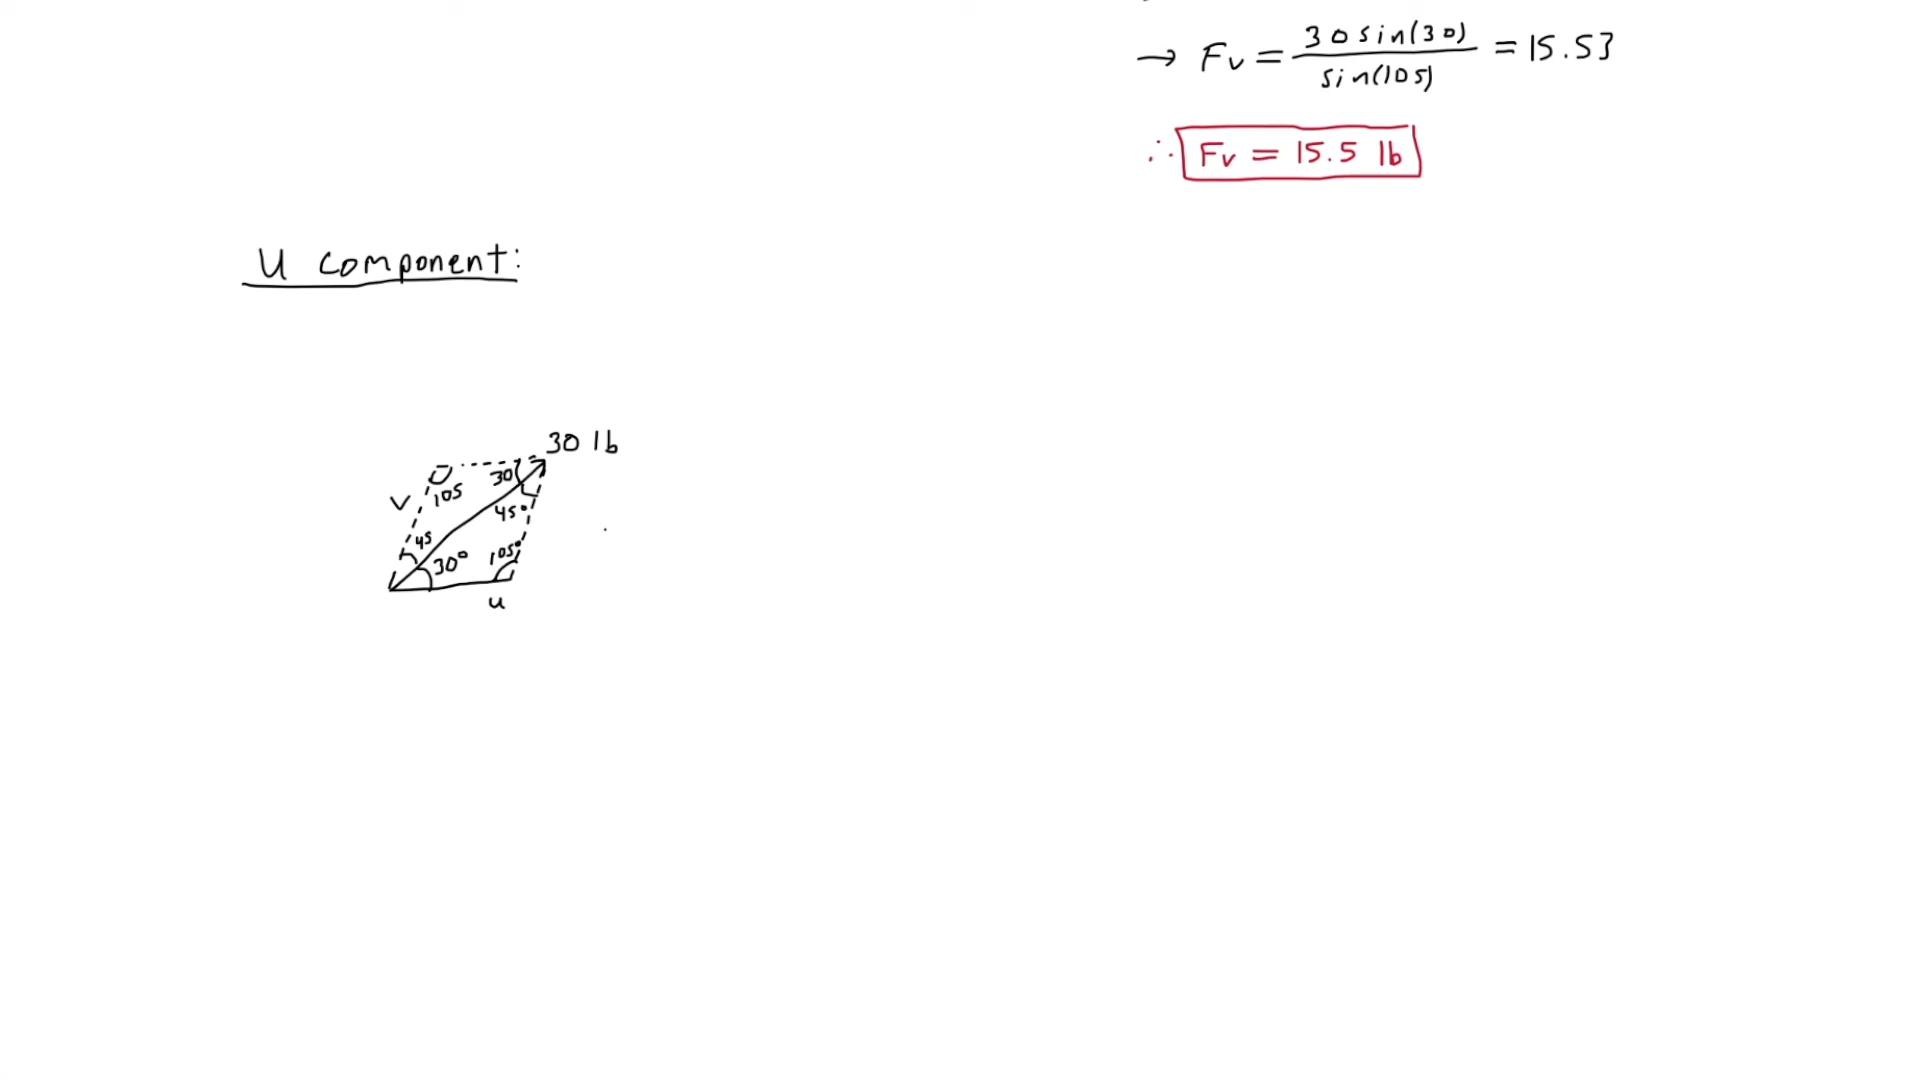 → Fv = 30 sin(30) / sin(105) = 15.53
∴ Fv = 15.5 lb
U component:
30 lb
30
V
105
45°
45
30°
105°
u